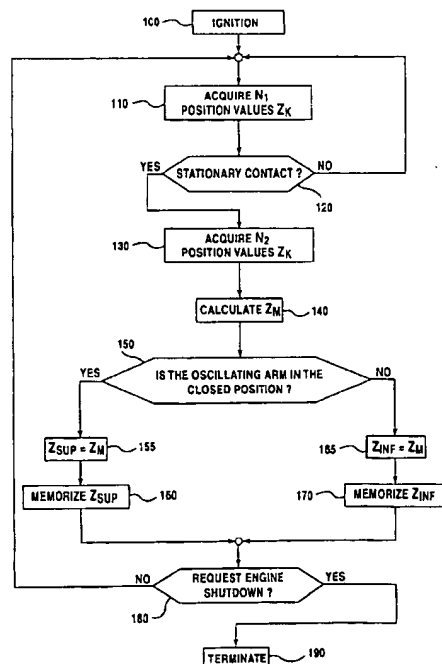 100
IGNITION
110
ACQUIRE N1
POSITION VALUES ZK
YES
STATIONARY CONTACT ?
NO
120
130
ACQUIRE N2
POSITION VALUES ZK
CALCULATE ZM
140
150
YES
IS THE OSCILLATING ARM IN THE
CLOSED POSITION ?
NO
ZSUP = ZM
155
ZINF = ZM
165
MEMORIZE ZSUP
160
170
MEMORIZE ZINF
NO
REQUEST ENGINE
SHUTDOWN ?
YES
180
TERMINATE
190